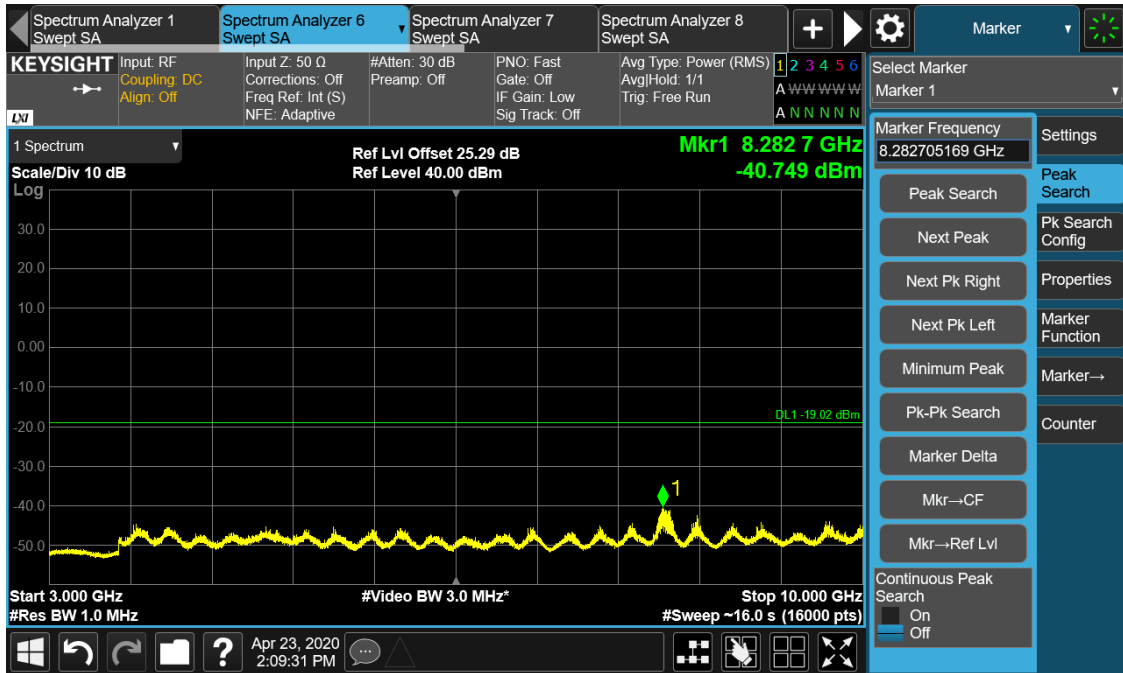 Spectrum Analyzer 1
Swept SA
Spectrum Analyzer 6
Swept SA
Spectrum Analyzer 7
Swept SA
Spectrum Analyzer 8
Swept SA
+
Marker
KEYSIGHT
LXI
Input: RF
Coupling: DC
Align: Off
Input Z: 50 Ω
Corrections: Off
Freq Ref: Int (S)
NFE: Adaptive
#Atten: 30 dB
Preamp: Off
PNO: Fast
Gate: Off
IF Gain: Low
Sig Track: Off
Avg Type: Power (RMS)
Avg|Hold: 1/1
Trig: Free Run
1 2 3 4 5 6
A W W W W W
A N N N N N
Select Marker
Marker 1
1 Spectrum
Scale/Div 10 dB
Log
Ref Lvl Offset 25.29 dB
Ref Level 40.00 dBm
Mkr1 8.282 7 GHz
-40.749 dBm
30.0
20.0
10.0
0.00
-10.0
-20.0
-30.0
-40.0
-50.0
DL1 -19.02 dBm
1
Start 3.000 GHz
#Res BW 1.0 MHz
#Video BW 3.0 MHz*
Stop 10.000 GHz
#Sweep ~16.0 s (16000 pts)
Marker Frequency
8.282705169 GHz
Peak Search
Next Peak
Next Pk Right
Next Pk Left
Minimum Peak
Pk-Pk Search
Marker Delta
Mkr→CF
Mkr→Ref Lvl
Continuous Peak
Search
On
Off
Settings
Peak
Search
Pk Search
Config
Properties
Marker
Function
Marker→
Counter
?
Apr 23, 2020
2:09:31 PM